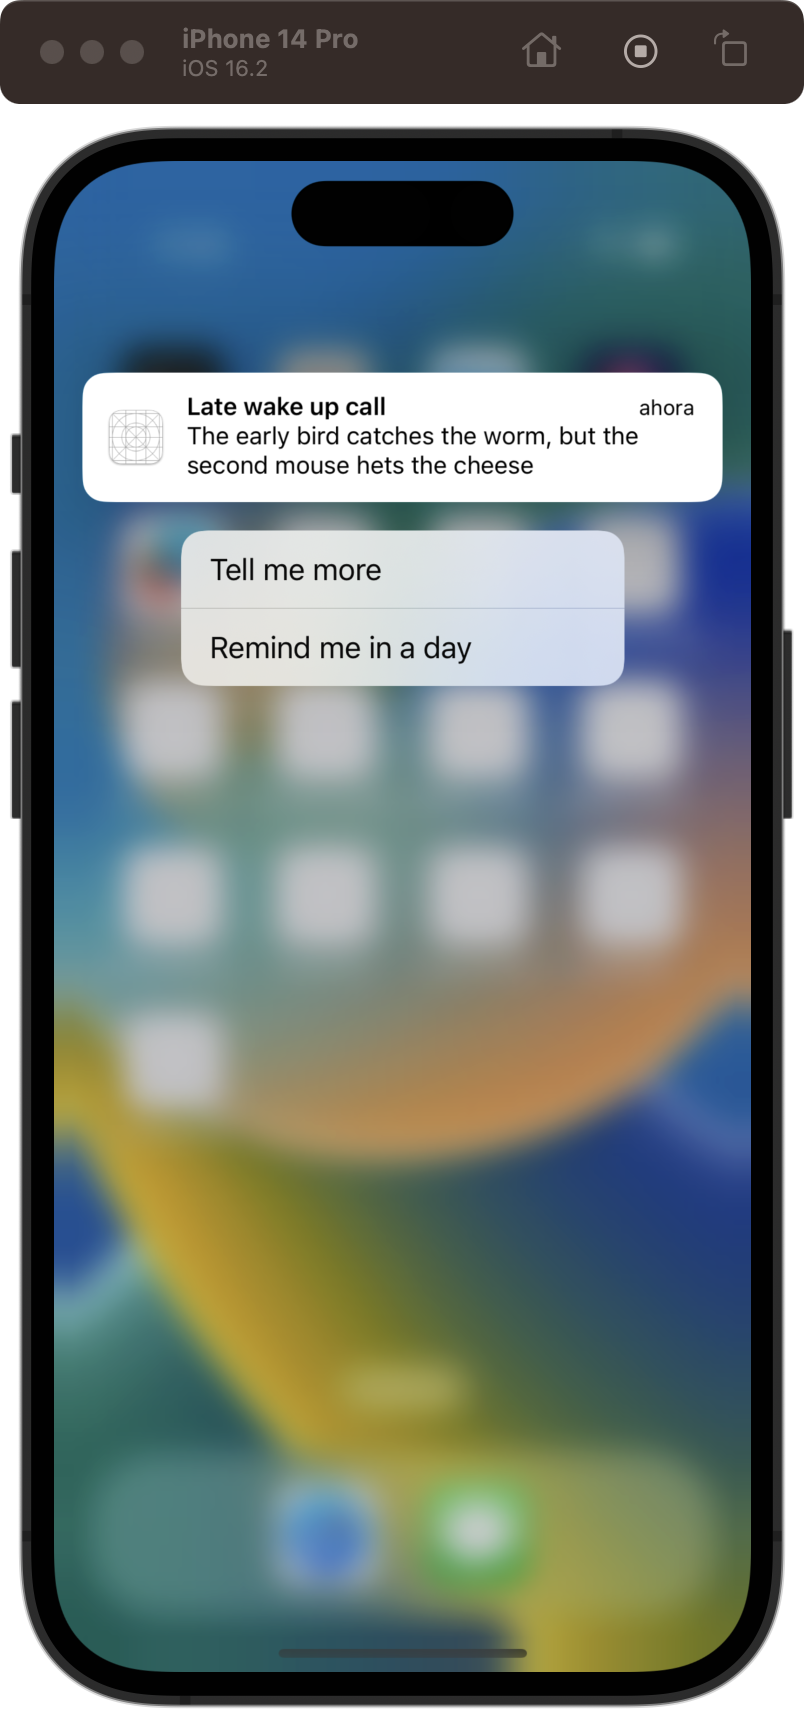 iPhone 14 Pro
iOS 16.2
Late wake up call
ahora
The early bird catches the worm, but the
second mouse hets the cheese
Tell me more
Remind me in a day